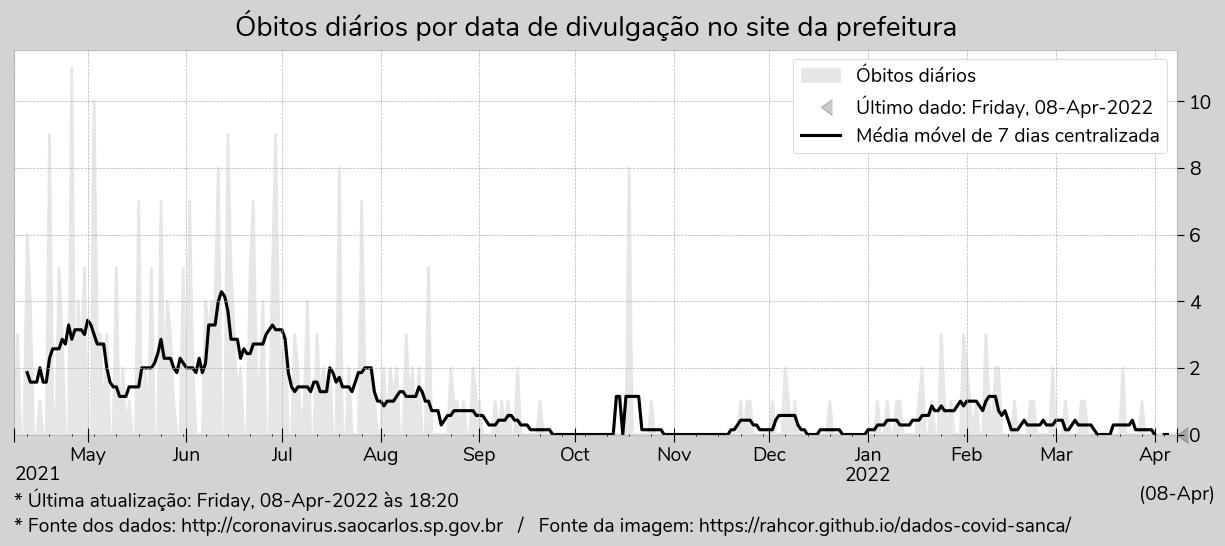 Óbitos diários por data de divulgação no site da prefeitura
Óbitos diários
Último dado: Friday, 08-Apr-2022
Média móvel de 7 dias centralizada
10
8
6
4
2
0
May Jun Jul Aug Sep Oct Nov Dec Jan Feb Mar Apr
2021 2022
(08-Apr)
* Última atualização: Friday, 08-Apr-2022 às 18:20
* Fonte dos dados: http://coronavirus.saocarlos.sp.gov.br / Fonte da imagem: https://rahcor.github.io/dados-covid-sanca/